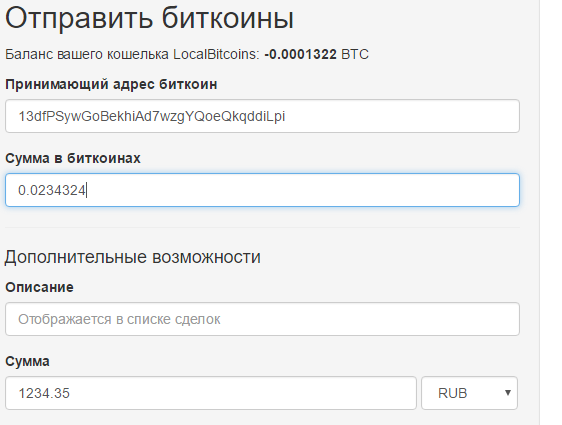 Отправить биткоины
Баланс вашего кошелька LocalBitcoins: -0.0001322 BTC
Принимающий адрес биткоин
13dfPSywGoBekhiAd7wzgYQoeQkqddiLpi
Сумма в биткоинах
0.0234324
Дополнительные возможности
Описание
Отображается в списке сделок
Сумма
1234.35 RUB